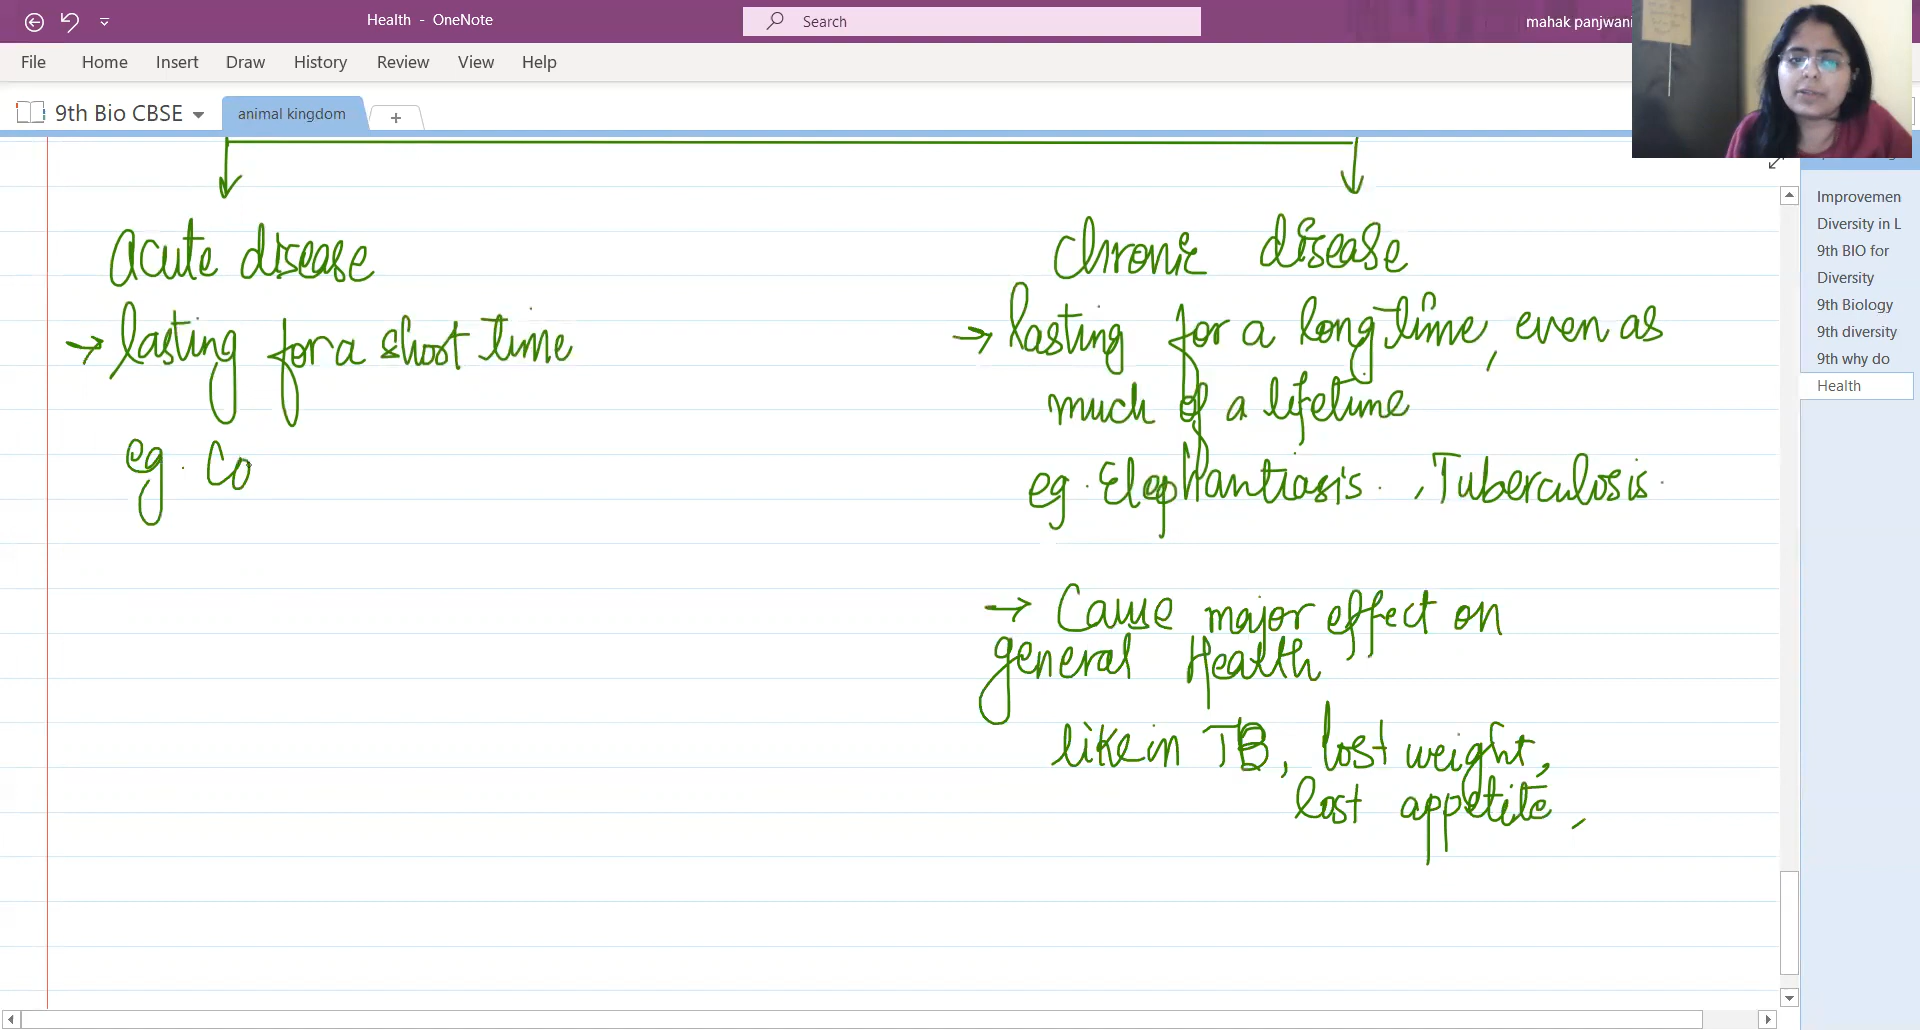 Health - OneNote
Search
mahak panjwani
File Home Insert Draw History Review View Help
9th Bio CBSE
animal kingdom
+
Improvemen
Diversity in L
9th BIO for
Diversity
9th Biology
9th diversity
9th why do
Health
Acute disease
→ lasting for a short time
eg. Co
Chronic disease
→ lasting for a long time, even as
much of a lifetime
eg. Elephantiasis. , Tuberculosis.
→ Cause major effect on
general Health
like in TB, lost weight,
lost appetite,